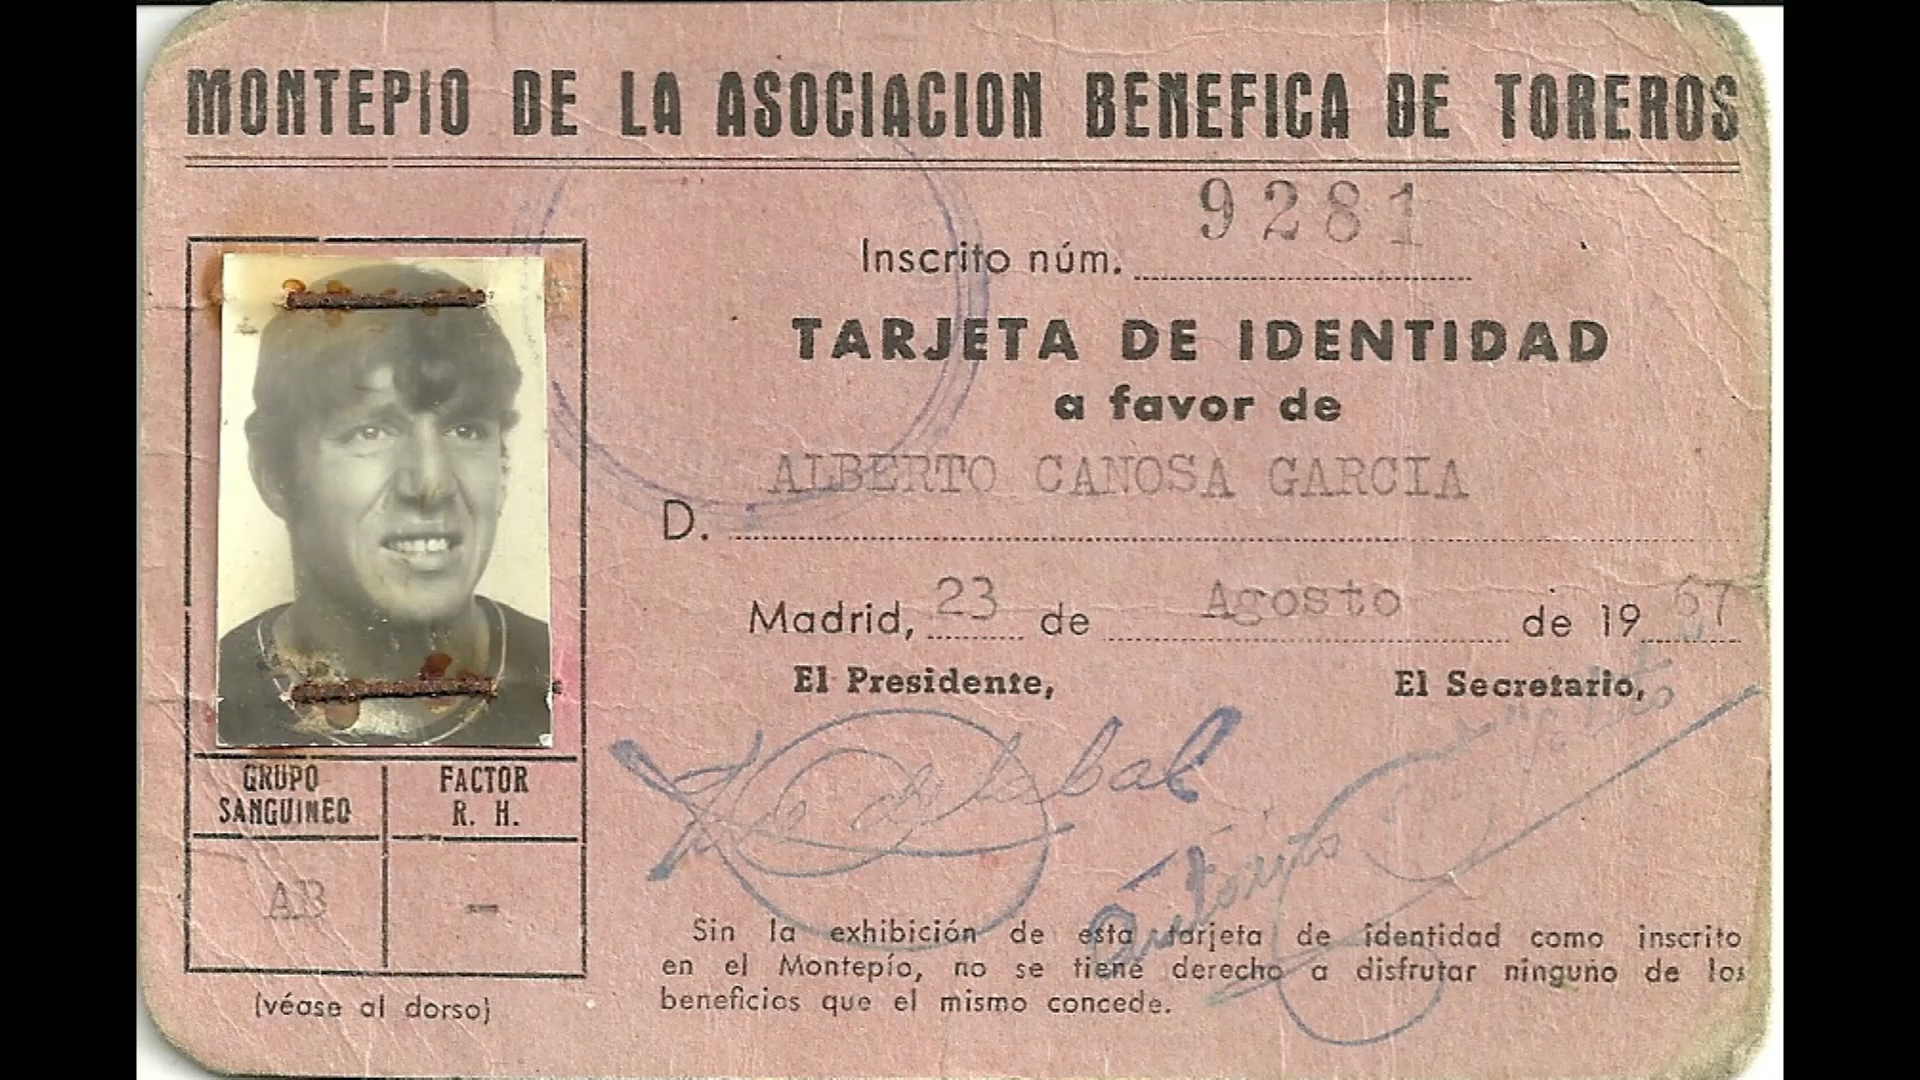 MONTEPIO DE LA ASOCIACION BENEFICA DE TOREROS
9281
Inscrito núm.
TARJETA DE IDENTIDAD
a favor de
ALBERTO CANOSA GARCIA
D.
Madrid, 23 de Agosto de 1967
El Presidente,
El Secretario,
GRUPO SANGUINEO
FACTOR R. H.
AB
—
(véase al dorso)
Sin la exhibición de esta tarjeta de identidad como inscrito
en el Montepío, no se tiene derecho a disfrutar ninguno de los
beneficios que el mismo concede.